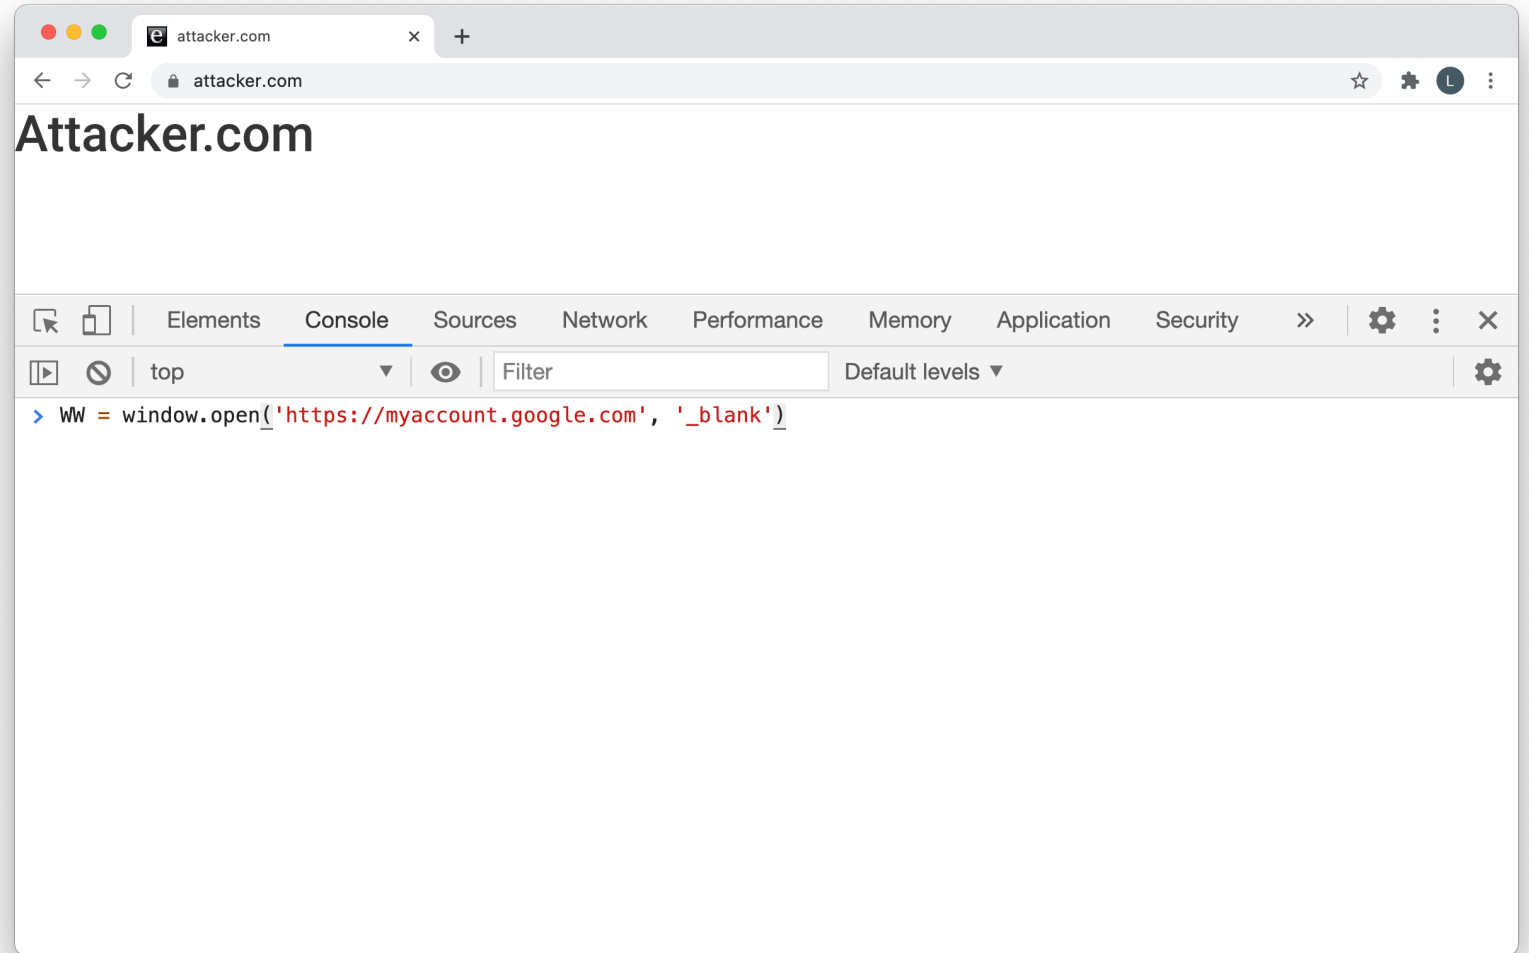 attacker.com
attacker.com
L
Attacker.com
Elements Console Sources Network Performance Memory Application Security
top Filter Default levels
WW = window.open('https://myaccount.google.com', '_blank')